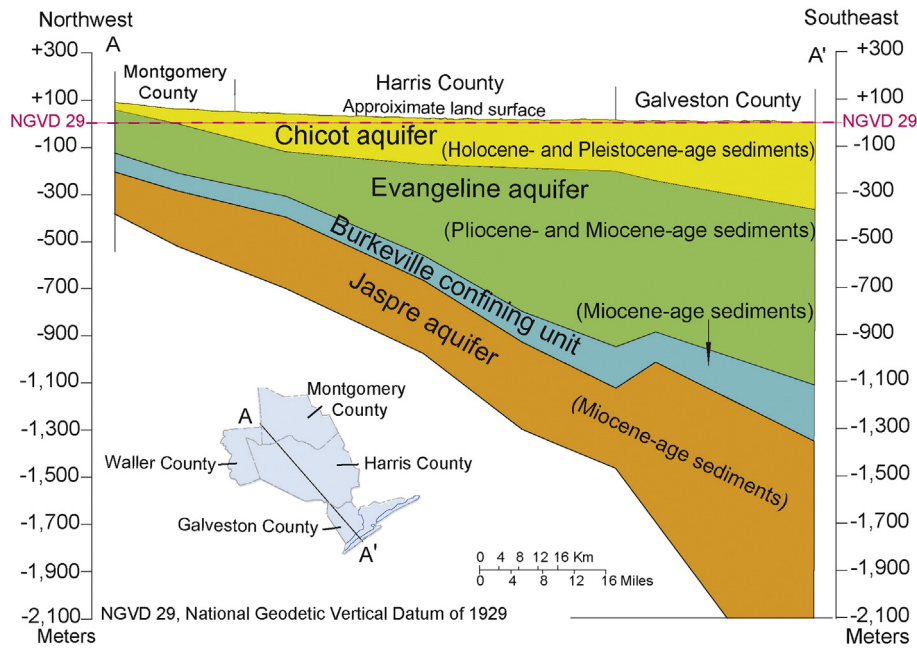 Northwest
Southeast
A
A'
+300
+300
Montgomery
County
Harris County
Approiximate land surface
Galveston County
+100
+100
NGVD 29
NGVD 29
Chicot aquifer
(Holocene- and Pleistocene-age sediments)
-100
-100
Evangeline aquifer
-300
-300
(Pliocene- and Miocene-age sediments)
-500
-500
Burkeville confining unit
-700
-700
Jaspre aquifer
(Miocene-age sediments)
-900
-900
-1,100
-1,100
(Miocene-age sediments)
-1,300
-1,300
-1,500
-1,500
-1,700
-1,700
-1,900
-1,900
-2,100
-2,100
Meters
Meters
Montgomery
County
A
Waller County
Harris County
Galveston County
A'
0 4 8 12 16 Km
0 4 8 16 Miles
NGVD 29, National Geodetic Vertical Datum of 1929